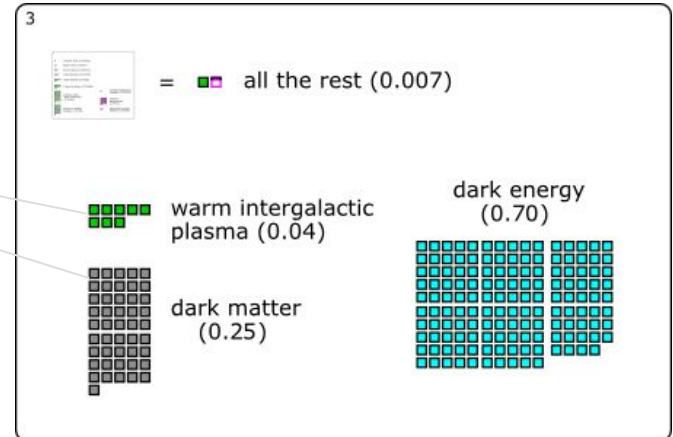 3
= all the rest (0.007)
warm intergalactic
plasma (0.04)
dark matter
(0.25)
dark energy
(0.70)